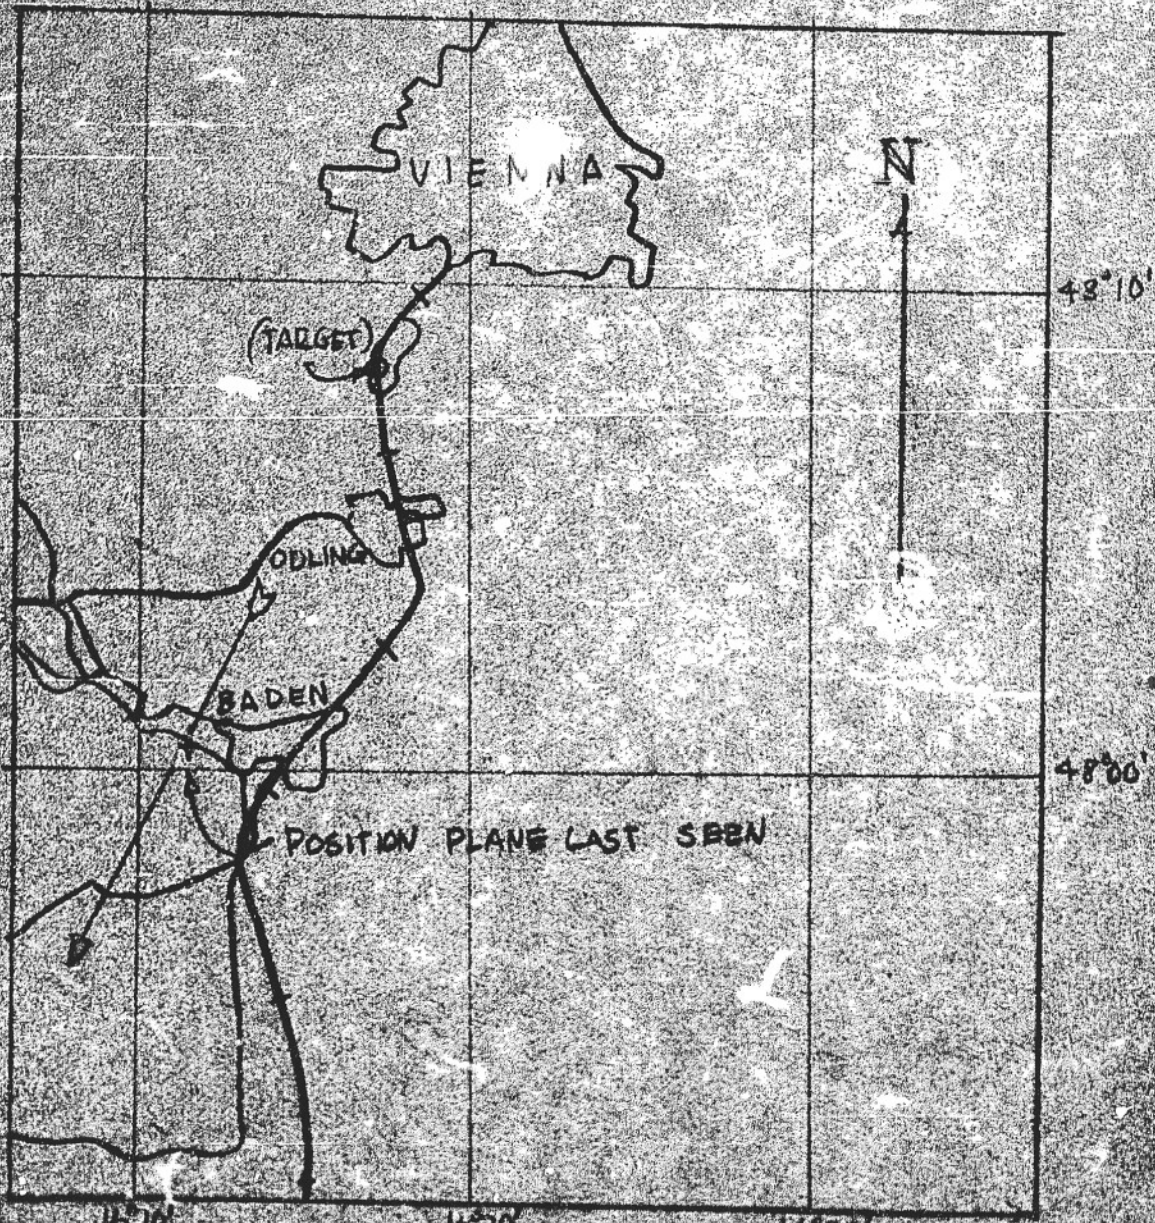 VIENNA
N
48°10'
(TARGET)
ODLING
BADEN
48°00'
POSITION PLANE LAST SEEN